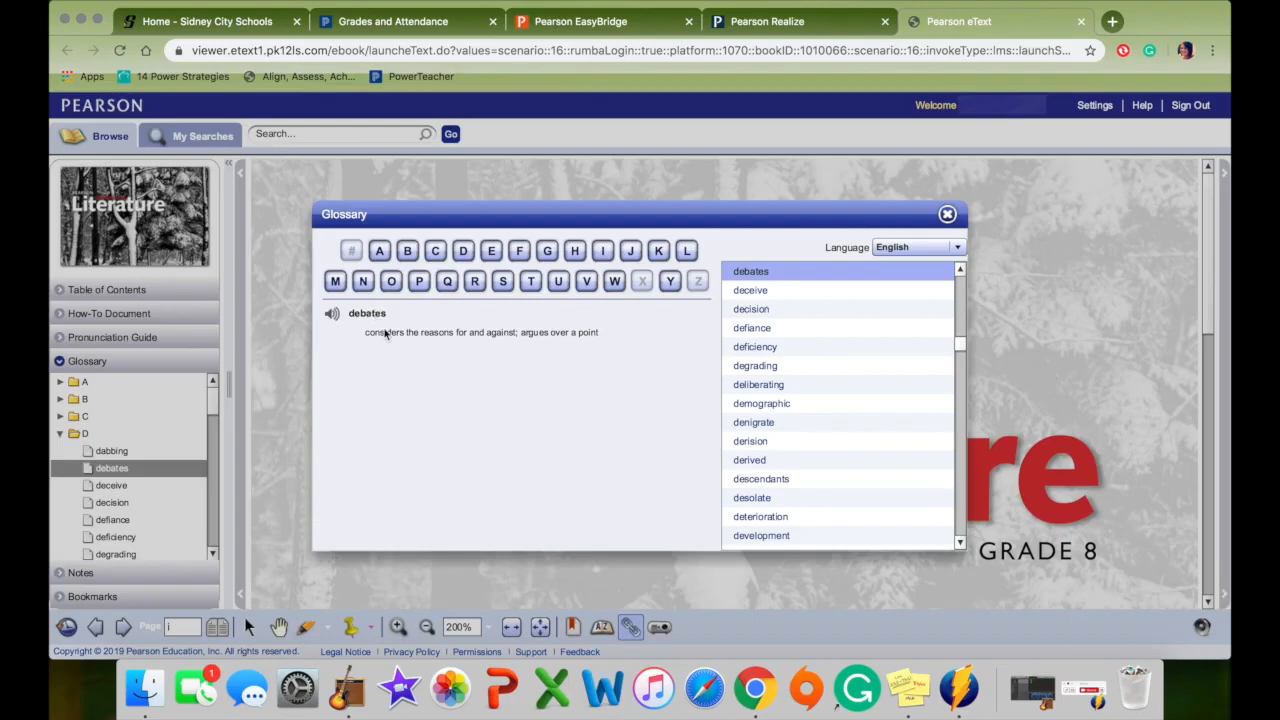 Home - Sidney City Schools
Grades and Attendance
Pearson EasyBridge
Pearson Realize
Pearson eText
viewer.etext1.pk12ls.com/ebook/launcheText.do?values=scenario::16::rumbaLogin::true::platform::1070::bookID::1010066::scenario::16::invokeType::lms::launchS...
Apps
14 Power Strategies
Align, Assess, Ach...
PowerTeacher
PEARSON
Welcome
Settings | Help | Sign Out
Browse
My Searches
Search...
Go
Literature
Table of Contents
How-To Document
Pronunciation Guide
Glossary
A
B
C
D
dabbing
debates
deceive
decision
defiance
deficiency
degrading
Notes
Bookmarks
Glossary
# A B C D E F G H I J K L
M N O P Q R S T U V W X Y Z
debates
considers the reasons for and against; argues over a point
Language English
debates
deceive
decision
defiance
deficiency
degrading
deliberating
demographic
denigrate
derision
derived
descendants
desolate
deterioration
development
re
GRADE 8
Page i
200%
AZ
Copyright © 2019 Pearson Education, Inc. All rights reserved.
Legal Notice | Privacy Policy | Permissions | Support | Feedback
1